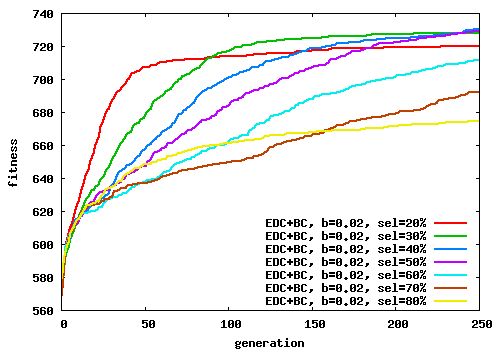 740
720
700
680
660
640
620
600
580
560
fitness
EDC+BC, b=0.02, sel=20%
EDC+BC, b=0.02, sel=30%
EDC+BC, b=0.02, sel=40%
EDC+BC, b=0.02, sel=50%
EDC+BC, b=0.02, sel=60%
EDC+BC, b=0.02, sel=70%
EDC+BC, b=0.02, sel=80%
0 50 100 150 200 250
generation